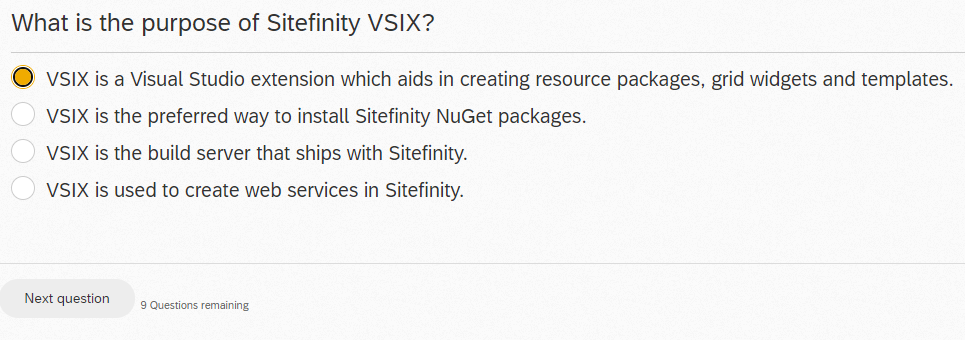 What is the purpose of Sitefinity VSIX?
VSIX is a Visual Studio extension which aids in creating resource packages, grid widgets and templates.
VSIX is the preferred way to install Sitefinity NuGet packages.
VSIX is the build server that ships with Sitefinity.
VSIX is used to create web services in Sitefinity.
Next question
9 Questions remaining